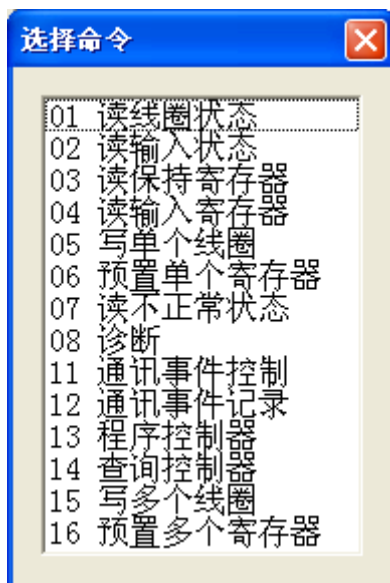 选择命令
01 读线圈状态
02 读输入状态
03 读保持寄存器
04 读输入寄存器
05 写单个线圈
06 预置单个寄存器
07 读不正常状态
08 诊断
11 通讯事件控制
12 通讯事件记录
13 程序控制器
14 查询控制器
15 写多个线圈
16 预置多个寄存器